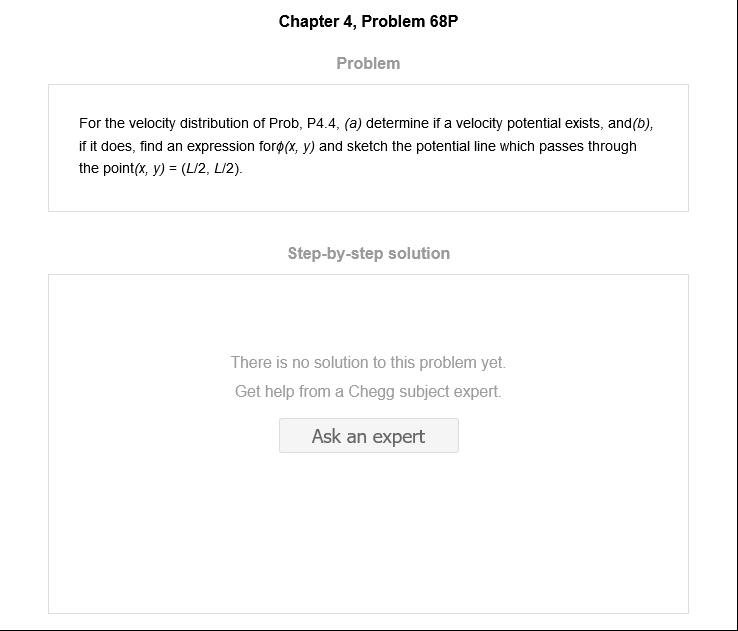 Chapter 4, Problem 68P
Problem
For the velocity distribution of Prob, P4.4, (a) determine if a velocity potential exists, and(b),
if it does, find an expression forϕ(x, y) and sketch the potential line which passes through
the point(x, y) = (L/2, L/2).
Step-by-step solution
There is no solution to this problem yet.
Get help from a Chegg subject expert.
Ask an expert